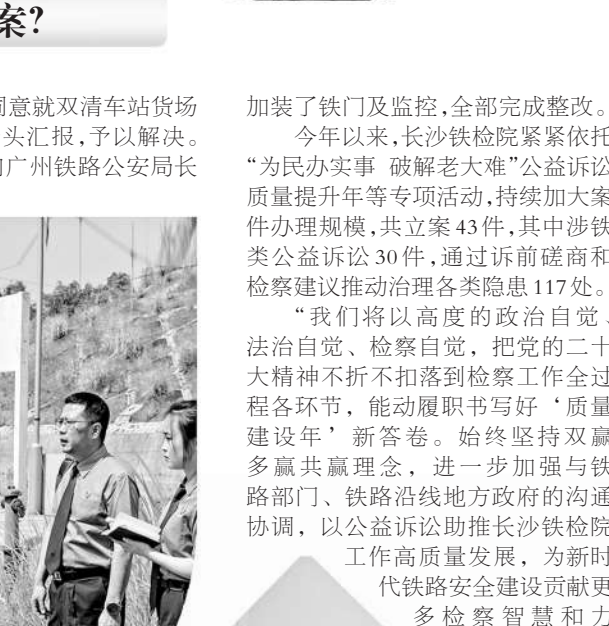 案?
同意就双清车站货场
头汇报,予以解决。
广州铁路公安局长
加装了铁门及监控,全部完成整改。
今年以来,长沙铁检院紧紧依托
“为民办实事 破解老大难”公益诉讼
质量提升年等专项活动,持续加大案
件办理规模,共立案43件,其中涉铁
类公益诉讼30件,通过诉前磋商和
检察建议推动治理各类隐患117处。
“我们将以高度的政治自觉、
法治自觉、检察自觉，把党的二十
大精神不折不扣落到检察工作全过
程各环节，能动履职书写好‘质量
建设年’新答卷。始终坚持双赢
多赢共赢理念，进一步加强与铁
路部门、铁路沿线地方政府的沟通
协调，以公益诉讼助推长沙铁检院
工作高质量发展，为新时
代铁路安全建设贡献更
多检察智慧和力